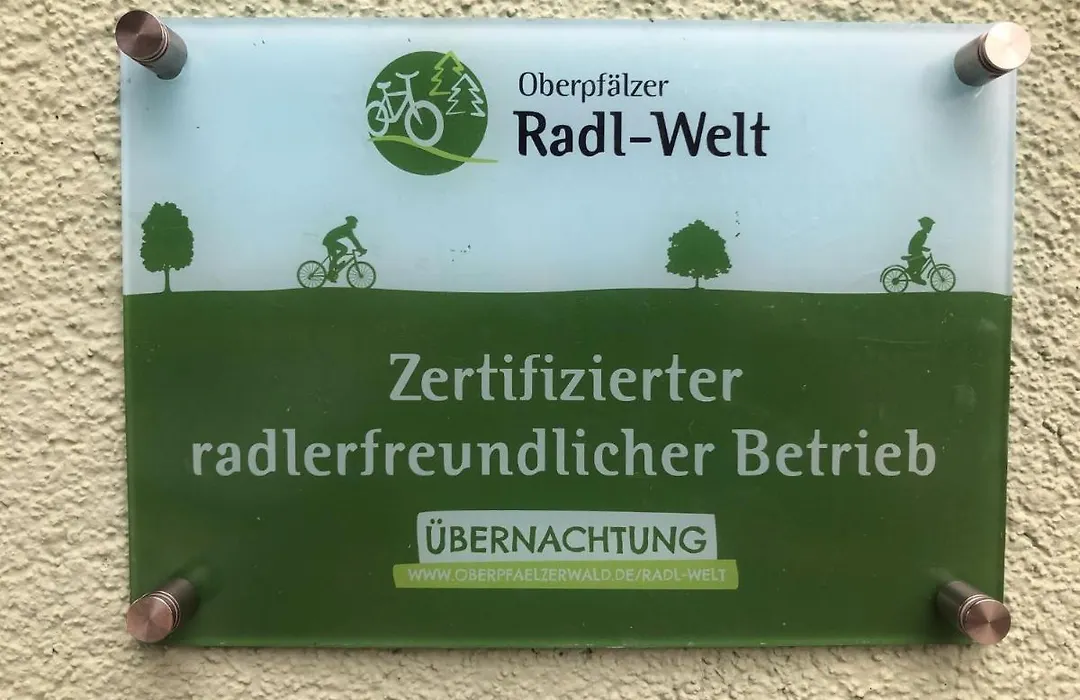 Oberpfälzer
Radl-Welt
Zertifizierter
radlerfreundlicher Betrieb
ÜBERNACHTUNG
WWW.OBERPFAELZERWALD.DE/RADL-WELT